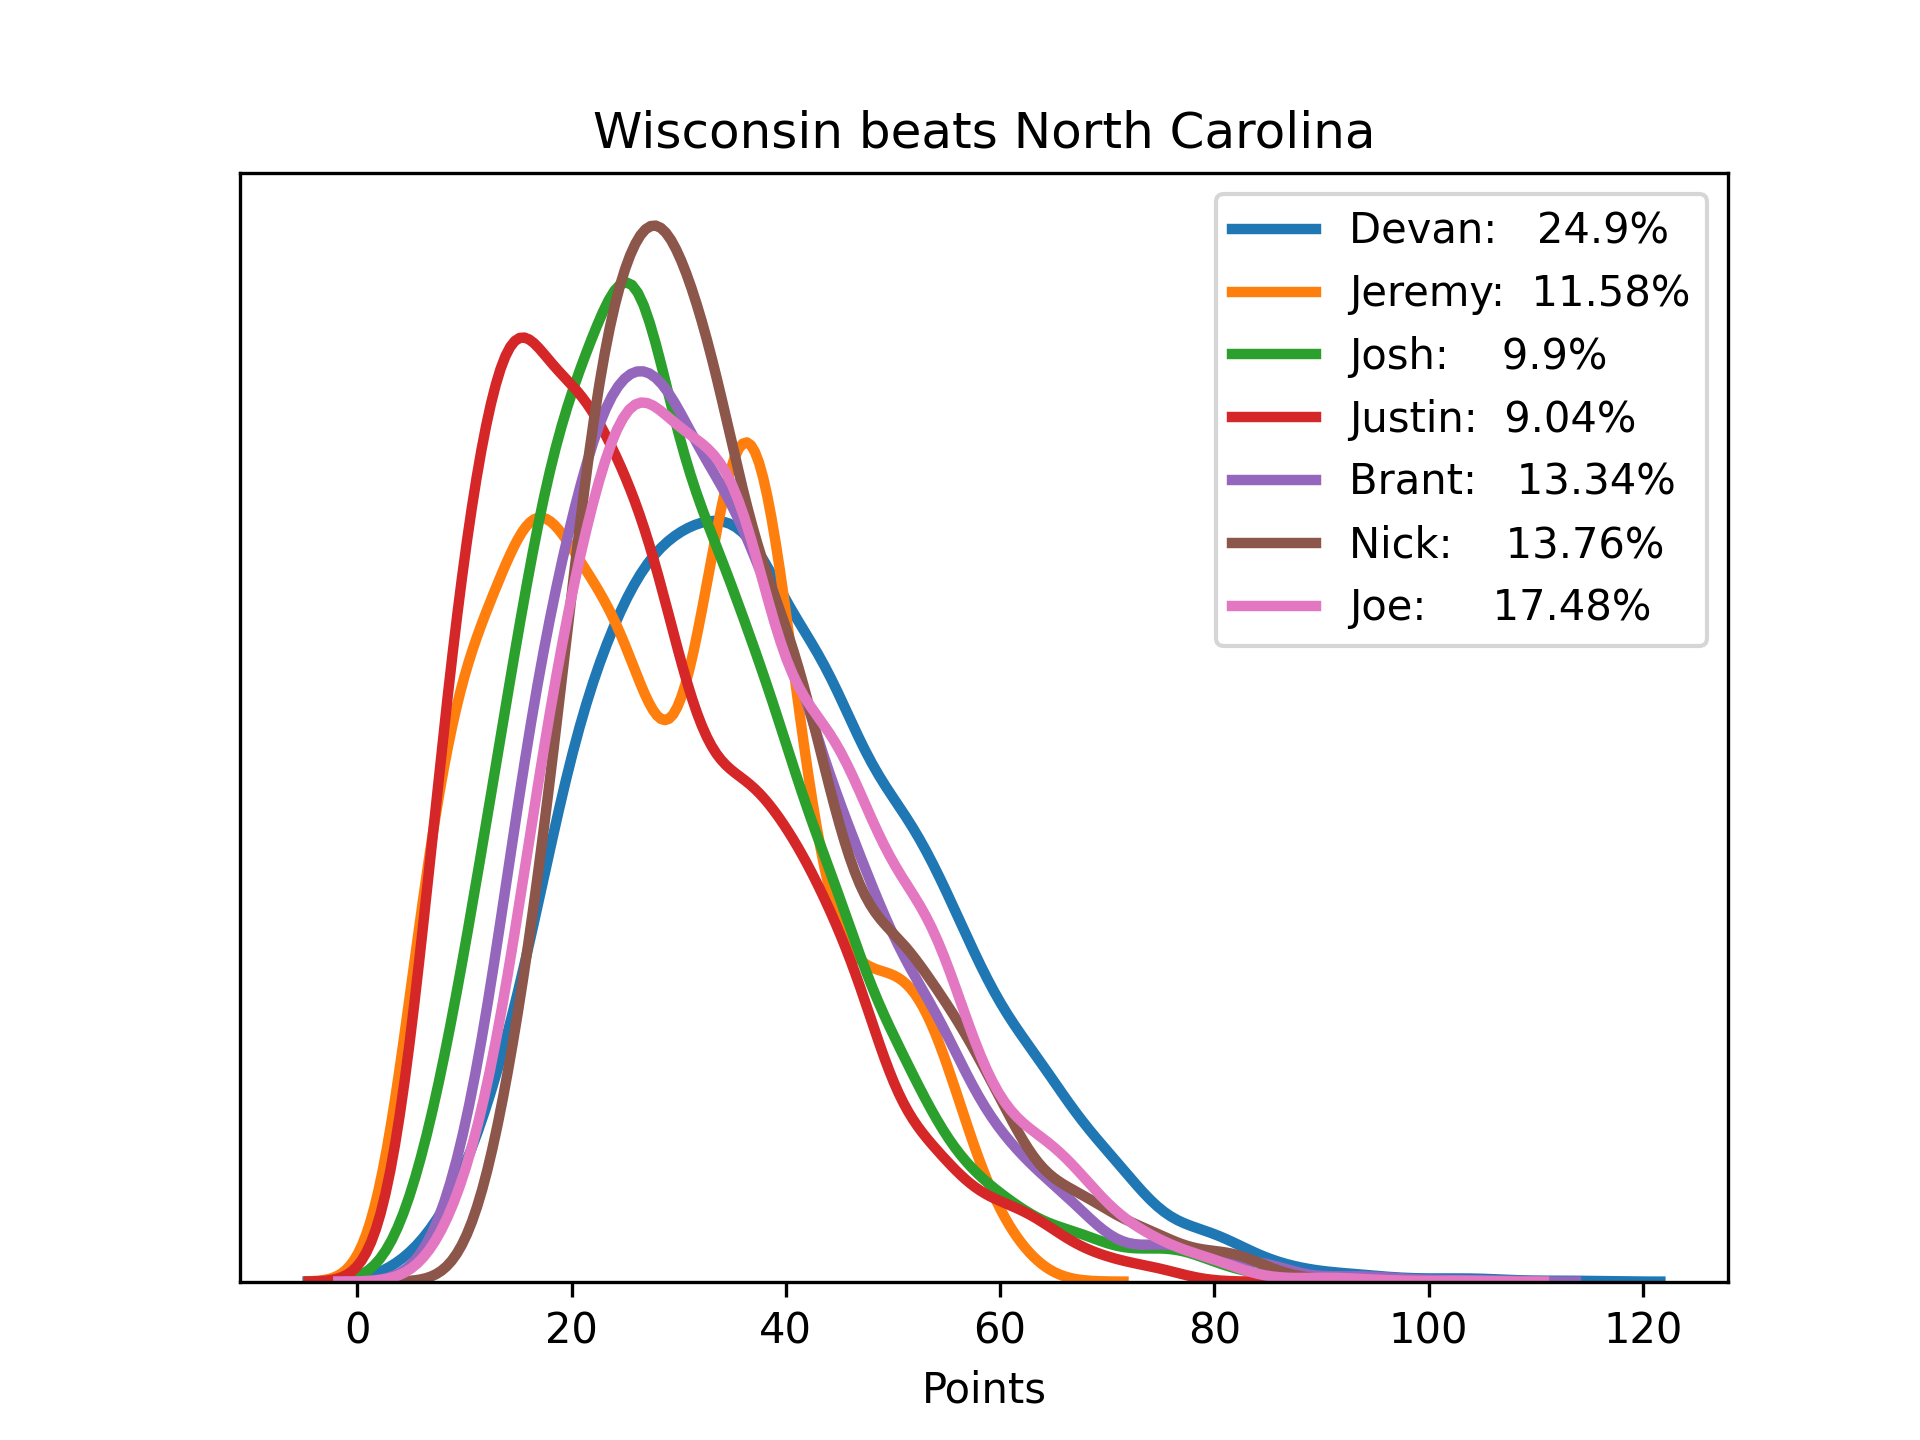 Wisconsin beats North Carolina
Devan: 24.9%
Jeremy: 11.58%
Josh: 9.9%
Justin: 9.04%
Brant: 13.34%
Nick: 13.76%
Joe: 17.48%
0 20 40 60 80 100 120
Points